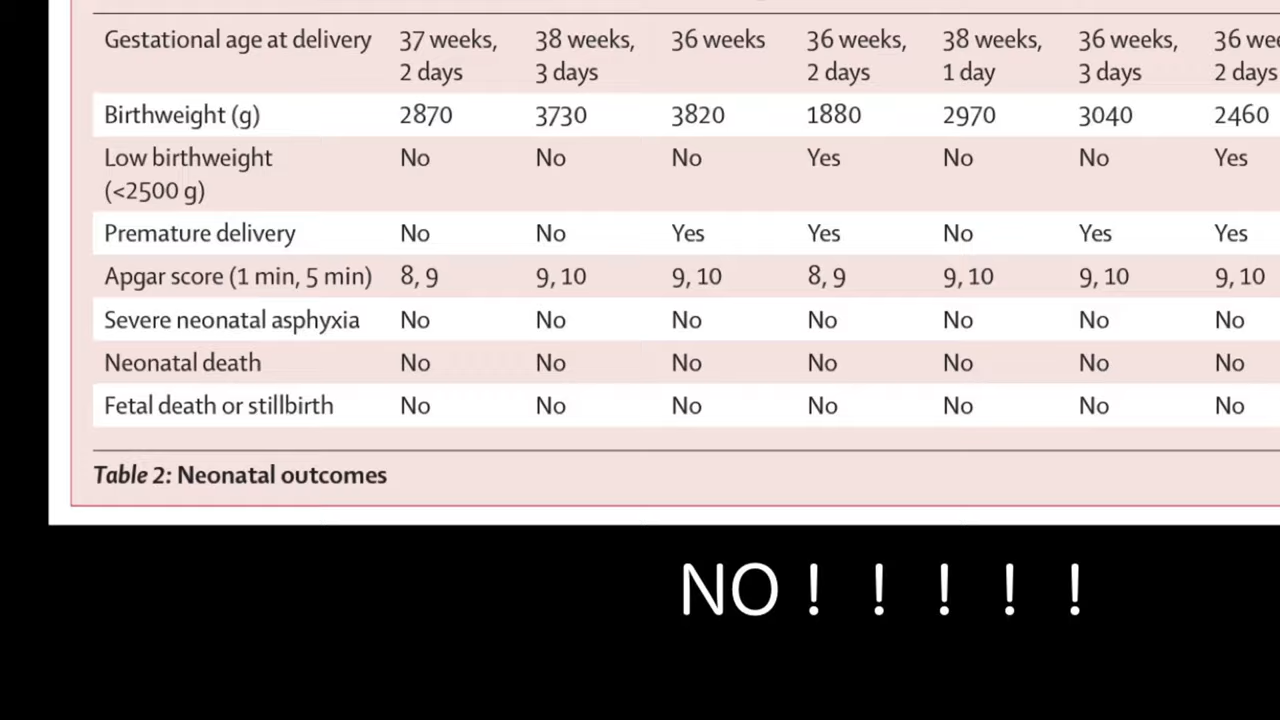 Gestational age at delivery 37 weeks, 38 weeks, 36 weeks 36 weeks, 38 weeks, 36 weeks, 36
2 days 3 days 2 days 1 day 3 days 2 days
Birthweight (g) 2870 3730 3820 1880 2970 3040 2460
Low birthweight No No No Yes No No Yes
(<2500 g)
Premature delivery No No Yes Yes No Yes Yes
Apgar score (1 min, 5 min) 8, 9 9, 10 9, 10 8, 9 9, 10 9, 10 9, 10
Severe neonatal asphyxia No No No No No No No
Neonatal death No No No No No No No
Fetal death or stillbirth No No No No No No No
Table 2: Neonatal outcomes
NO! ! ! ! !